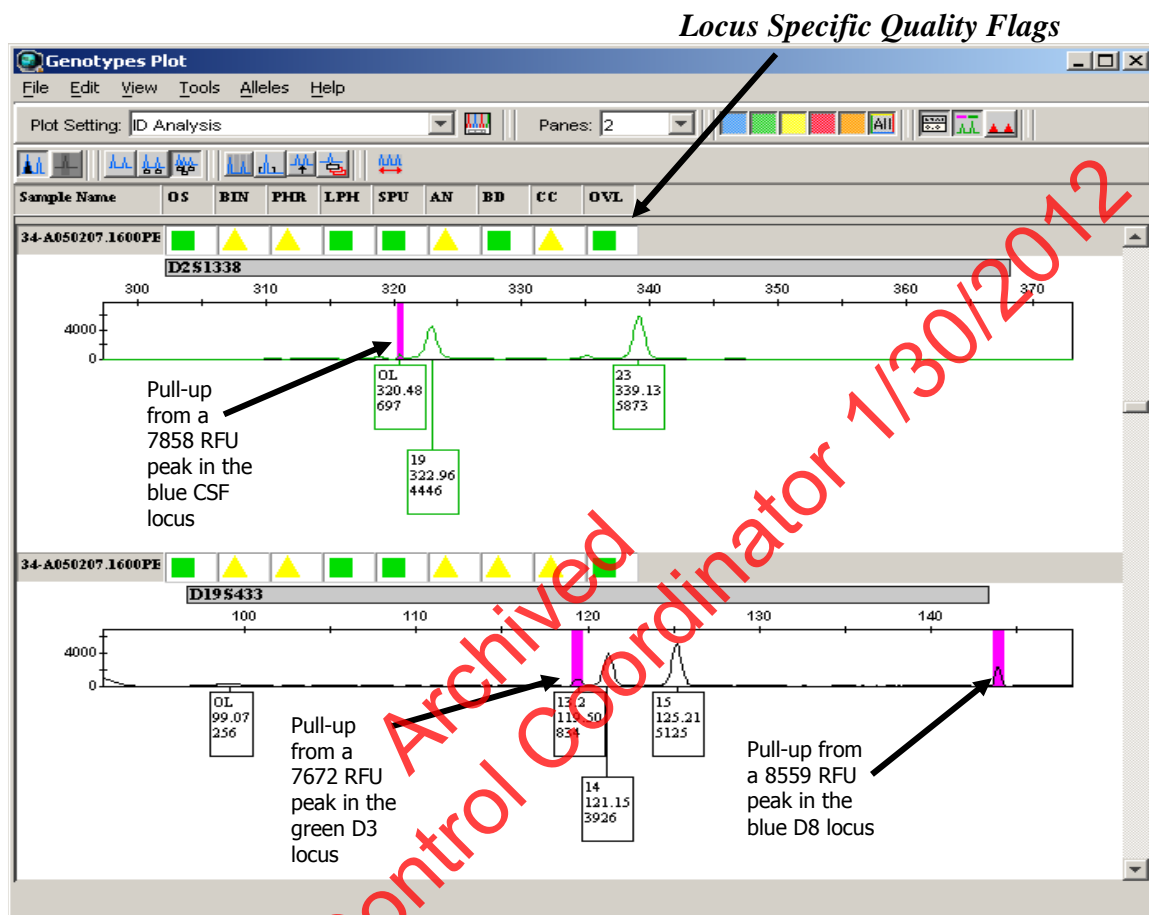 Locus Specific Quality Flags
Genotypes Plot
File Edit View Tools Alleles Help
Plot Setting: ID Analysis Panes: 2 All
Sample Name OS BIN PHR LPH SPU AN BD CC OVL
34-A050207.1600PE
D2S1338
300 310 320 330 340 350 360 370
4000
0
OL
320.48
697
23
339.13
5873
19
322.96
4446
Pull-up
from a
7858 RFU
peak in the
blue CSF
locus
34-A050207.1600PE
D19S433
100 110 120 130 140
4000
0
OL
99.07
256
13.2
119.50
834
15
125.21
5125
14
121.15
3926
Pull-up
from a
7672 RFU
peak in the
green D3
locus
Pull-up from
a 8559 RFU
peak in the
blue D8 locus
Archived
Control Coordinator 1/30/2012